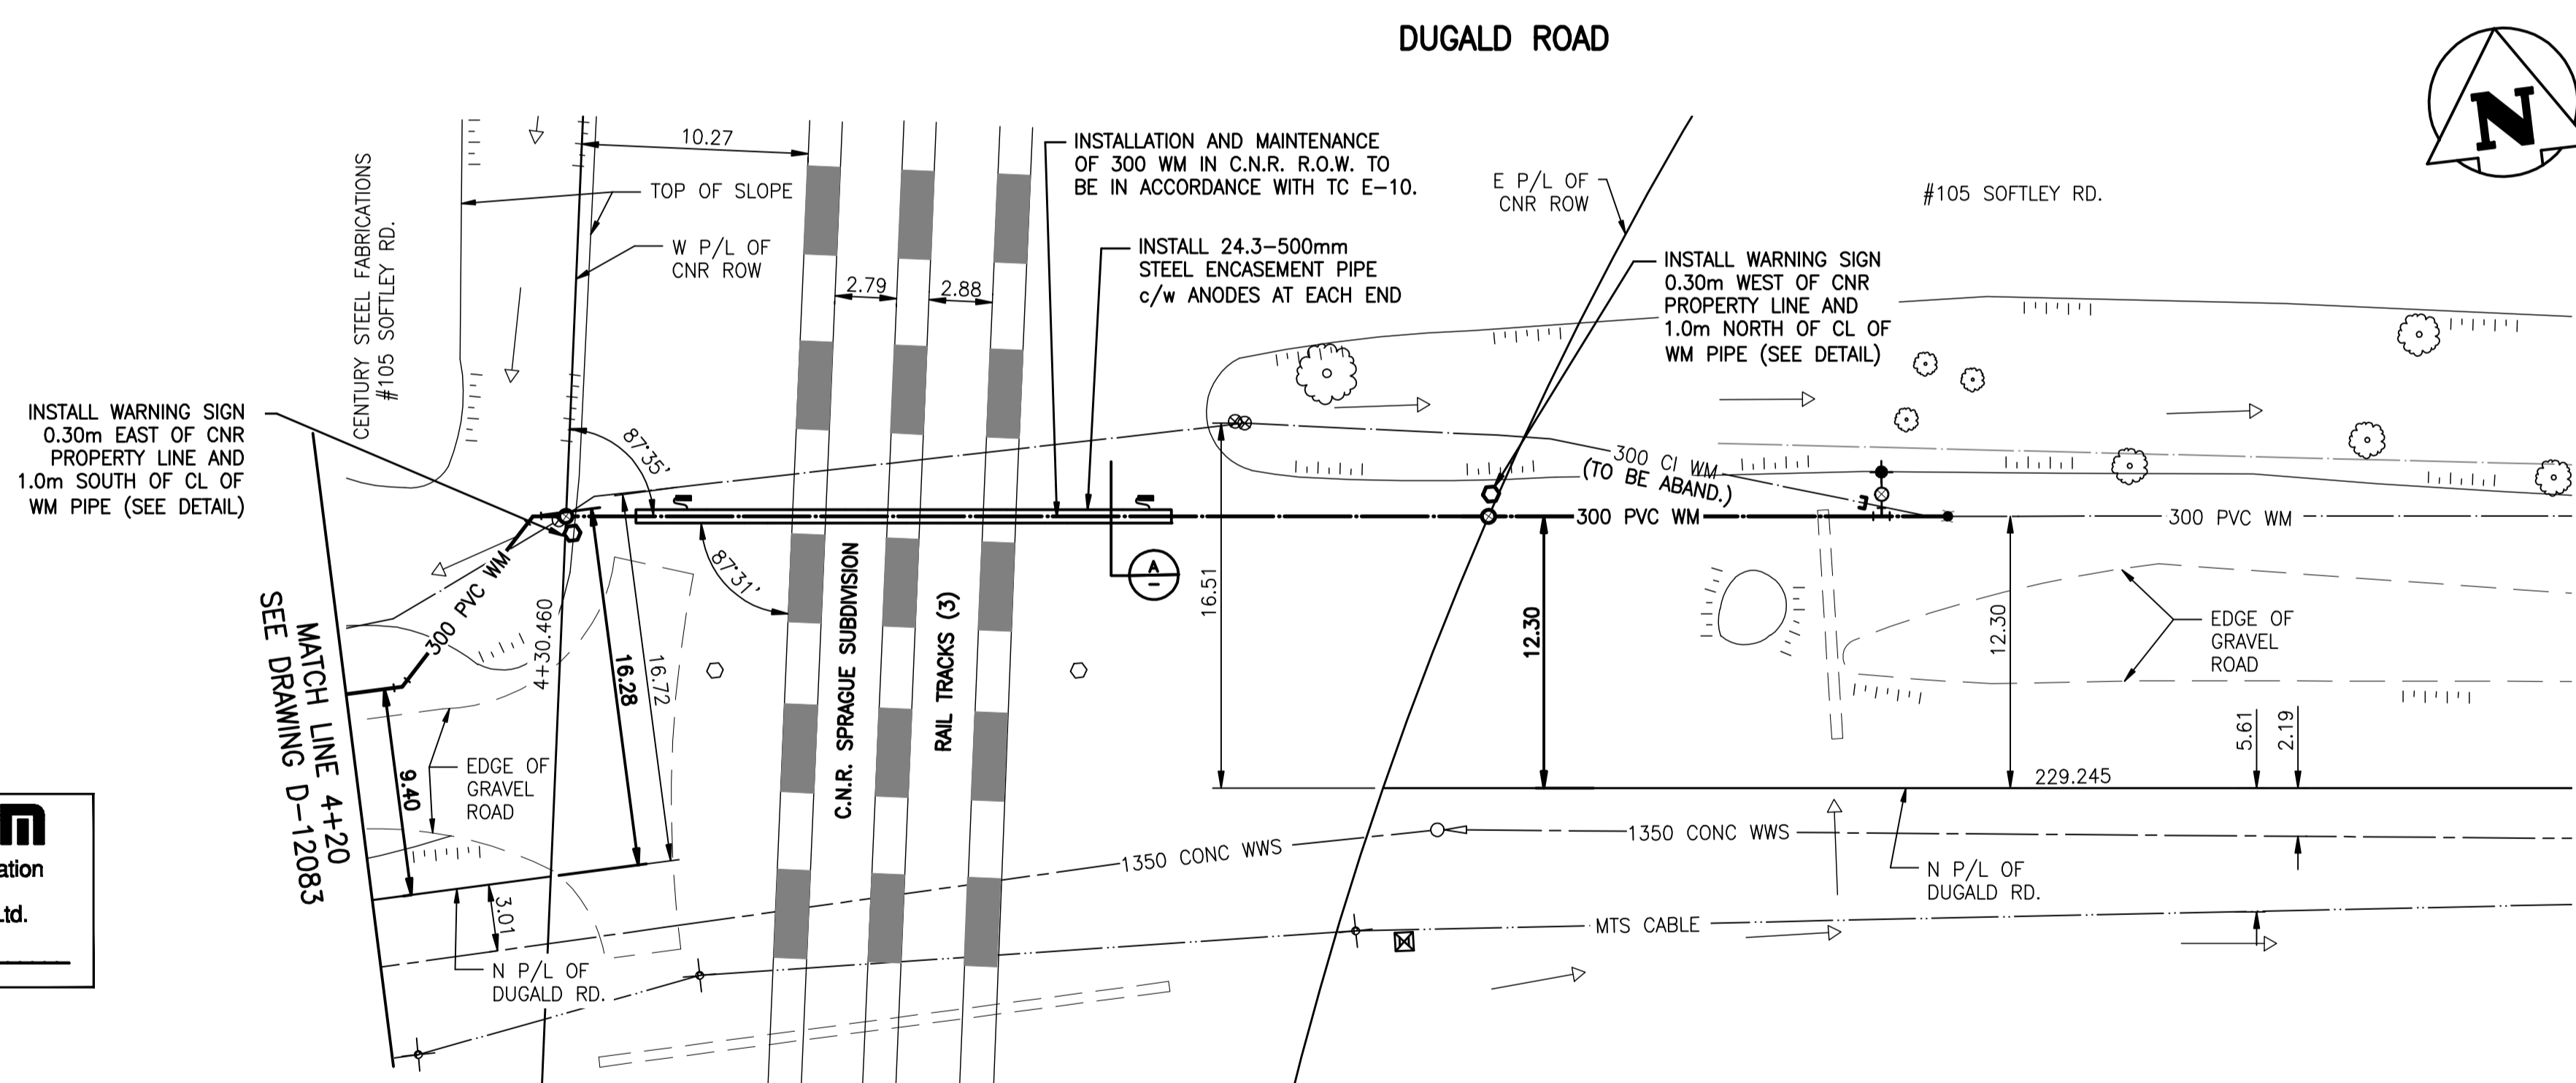 DUGALD ROAD
N
10.27
TOP OF SLOPE
W P/L OF
CNR ROW
CENTURY STEEL FABRICATIONS
#105 SOFTLEY RD.
INSTALLATION AND MAINTENANCE
OF 300 WM IN C.N.R. R.O.W. TO
BE IN ACCORDANCE WITH TC E-10.
INSTALL 24.3-500mm
STEEL ENCASEMENT PIPE
c/w ANODES AT EACH END
2.79
2.88
E P/L OF
CNR ROW
#105 SOFTLEY RD.
INSTALL WARNING SIGN
0.30m WEST OF CNR
PROPERTY LINE AND
1.0m NORTH OF CL OF
WM PIPE (SEE DETAIL)
INSTALL WARNING SIGN
0.30m EAST OF CNR
PROPERTY LINE AND
1.0m SOUTH OF CL OF
WM PIPE (SEE DETAIL)
87°35'
87°31'
300 CI WM
(TO BE ABAND.)
300 PVC WM
300 PVC WM
300 PVC WM
A
16.51
12.30
12.30
4+30.460
16.28
16.72
C.N.R. SPRAGUE SUBDIVISION
RAIL TRACKS (3)
MATCH LINE 4+20
SEE DRAWING D-12083
9.40
EDGE OF
GRAVEL
ROAD
EDGE OF
GRAVEL
ROAD
5.61
2.19
229.245
3.01
1350 CONC WWS
1350 CONC WWS
N P/L OF
DUGALD RD.
N P/L OF
DUGALD RD.
MTS CABLE
ation
td.